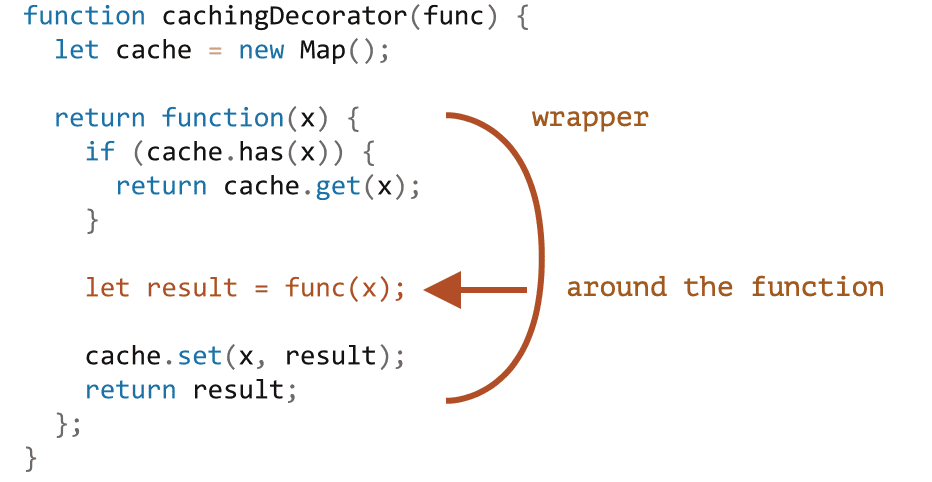 function cachingDecorator(func) {
  let cache = new Map();

  return function(x) {
    if (cache.has(x)) {
      return cache.get(x);
    }

    let result = func(x);

    cache.set(x, result);
    return result;
  };
}
wrapper
around the function